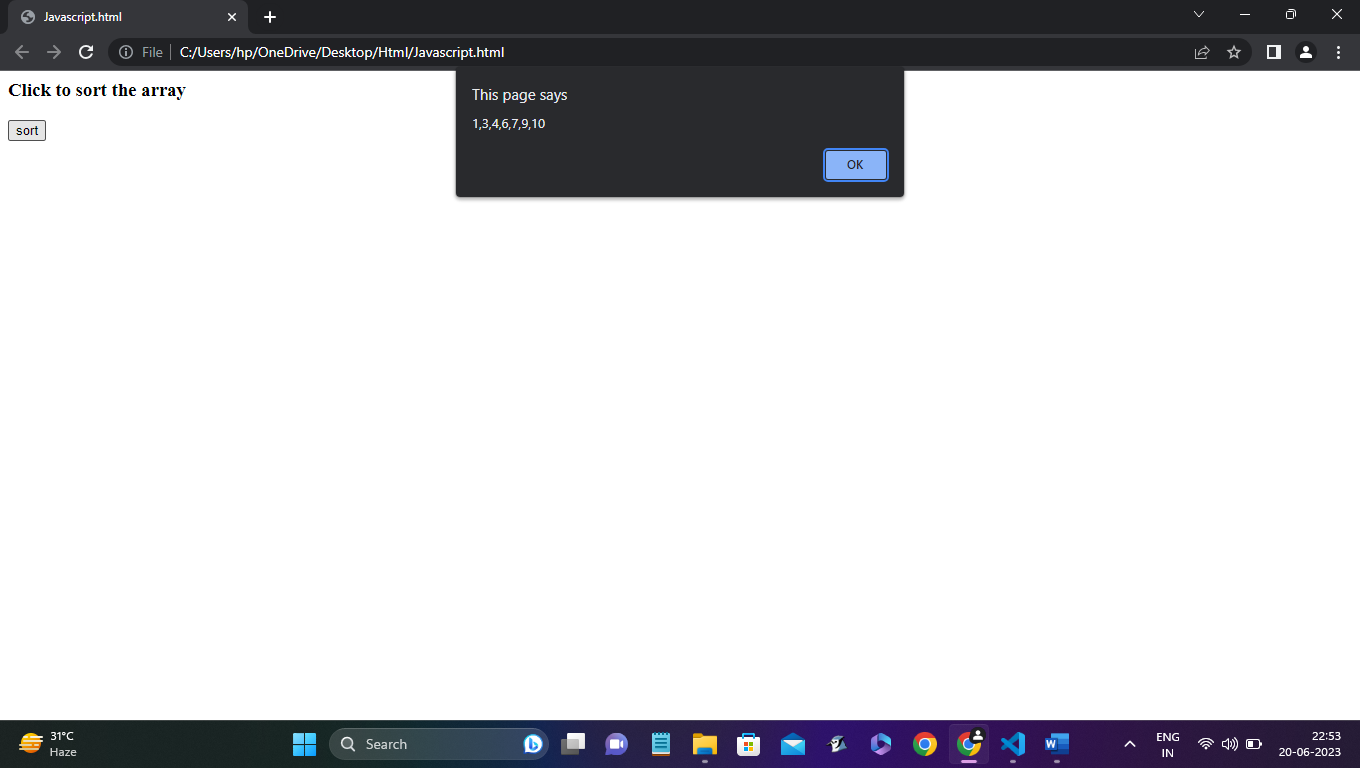 Javascript.html
File
C:/Users/hp/OneDrive/Desktop/Html/Javascript.html
Click to sort the array
sort
This page says
1,3,4,6,7,9,10
OK
31°C
Haze
Search
ENG
IN
22:53
20-06-2023